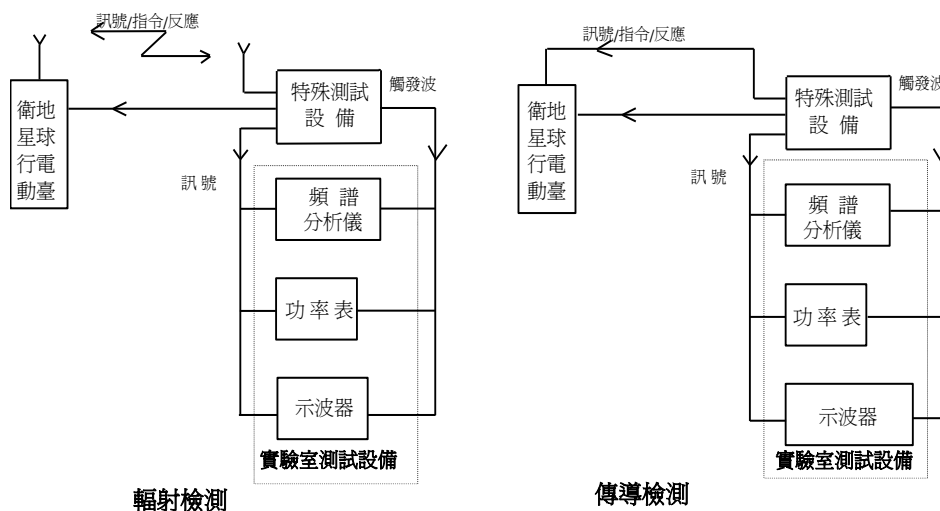 訊號/指令/反應
特殊測試
設 備
觸發波
衛地
星球
行電
動臺
訊 號
頻 譜
分析儀
功 率 表
示波器
實驗室測試設備
輻射檢測
訊號/指令/反應
特殊測試
設 備
觸發波
衛地
星球
行電
動臺
訊 號
頻 譜
分析儀
功 率 表
示波器
實驗室測試設備
傳導檢測